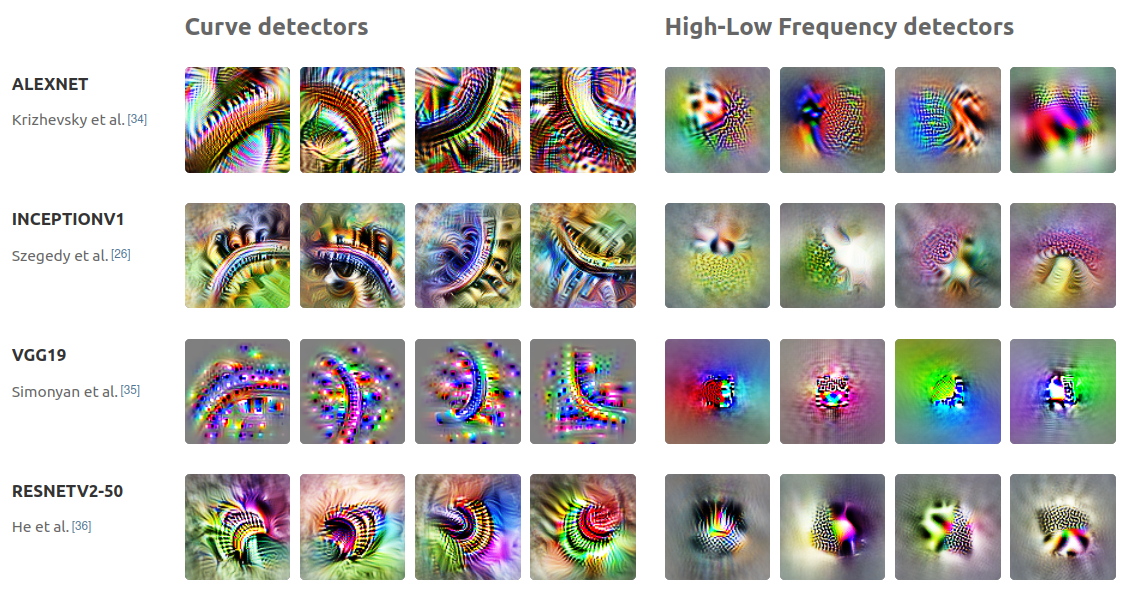 Curve detectors
High-Low Frequency detectors
ALEXNET
Krizhevsky et al. [34]
INCEPTIONV1
Szegedy et al. [26]
VGG19
Simonyan et al. [35]
RESNETV2-50
He et al. [36]